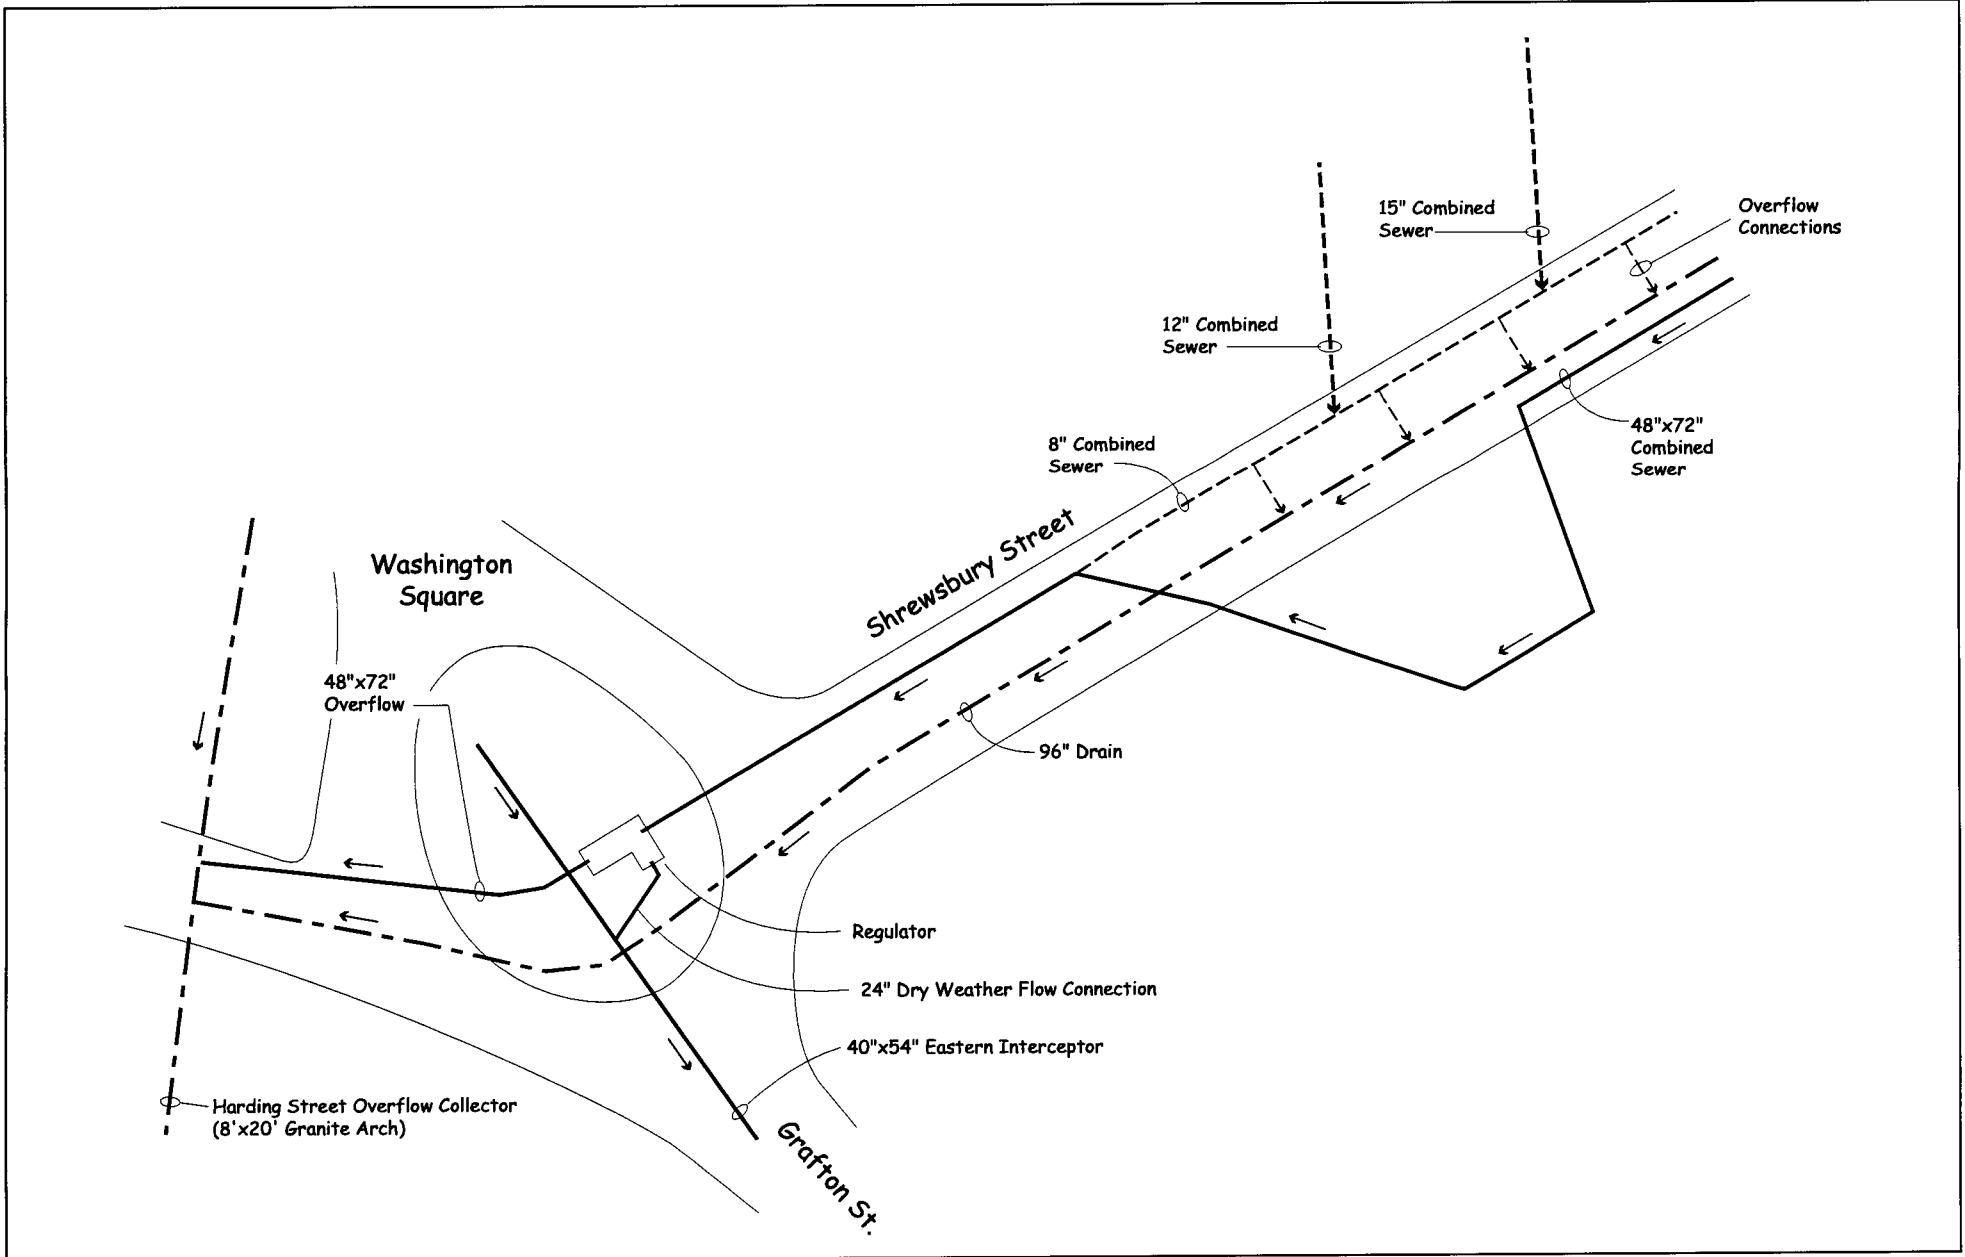 15" Combined
Sewer
Overflow
Connections
12" Combined
Sewer
8" Combined
Sewer
48"x72"
Combined
Sewer
Shrewsbury Street
Washington
Square
48"x72"
Overflow
96" Drain
Regulator
24" Dry Weather Flow Connection
40"x54" Eastern Interceptor
Harding Street Overflow Collector
(8'x20' Granite Arch)
Grafton St.